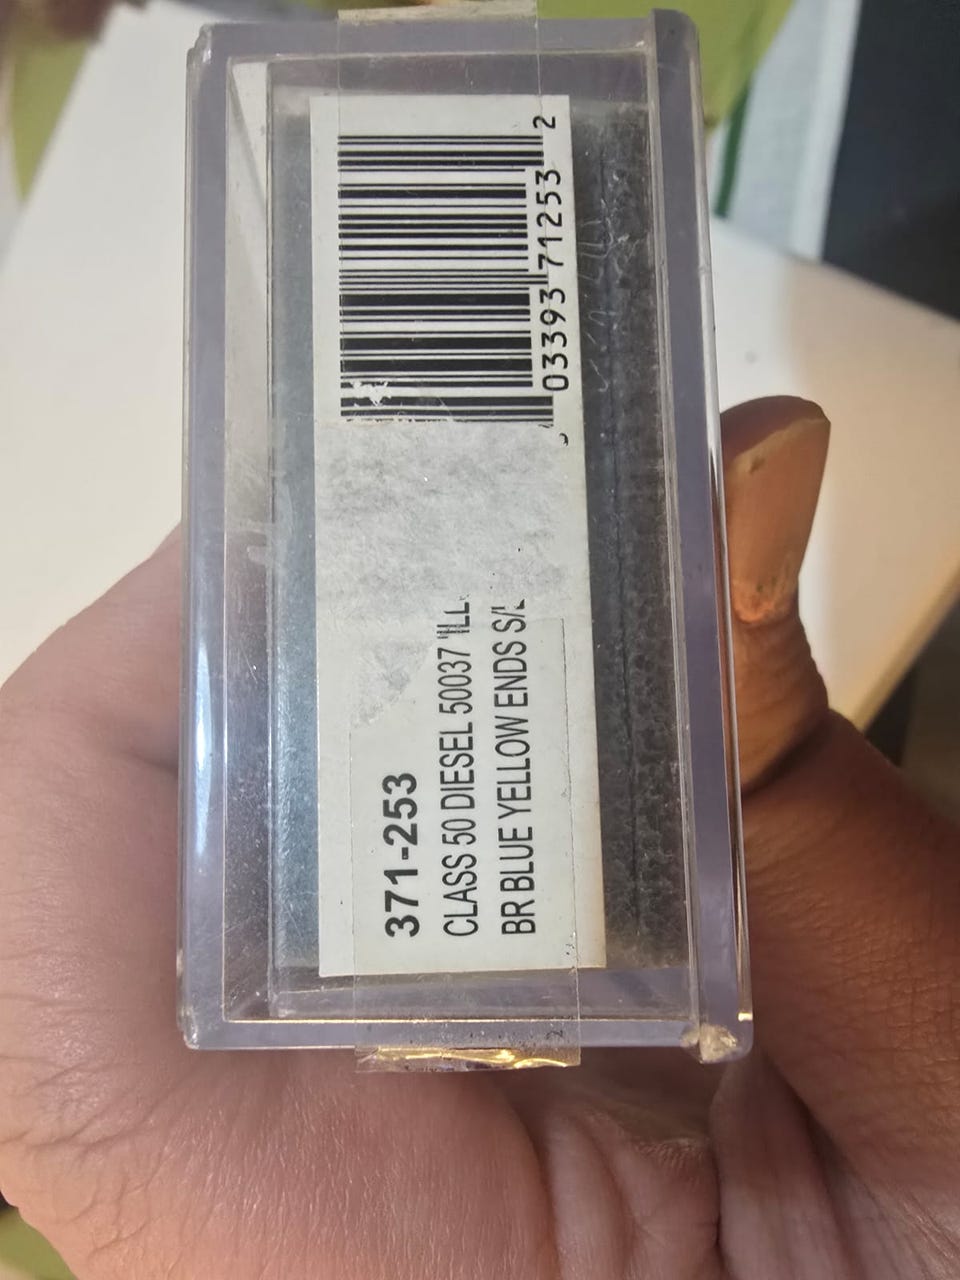 371-253
CLASS 50 DIESEL 50037 'ILL
BR BLUE YELLOW ENDS S/L
03393 71253 2